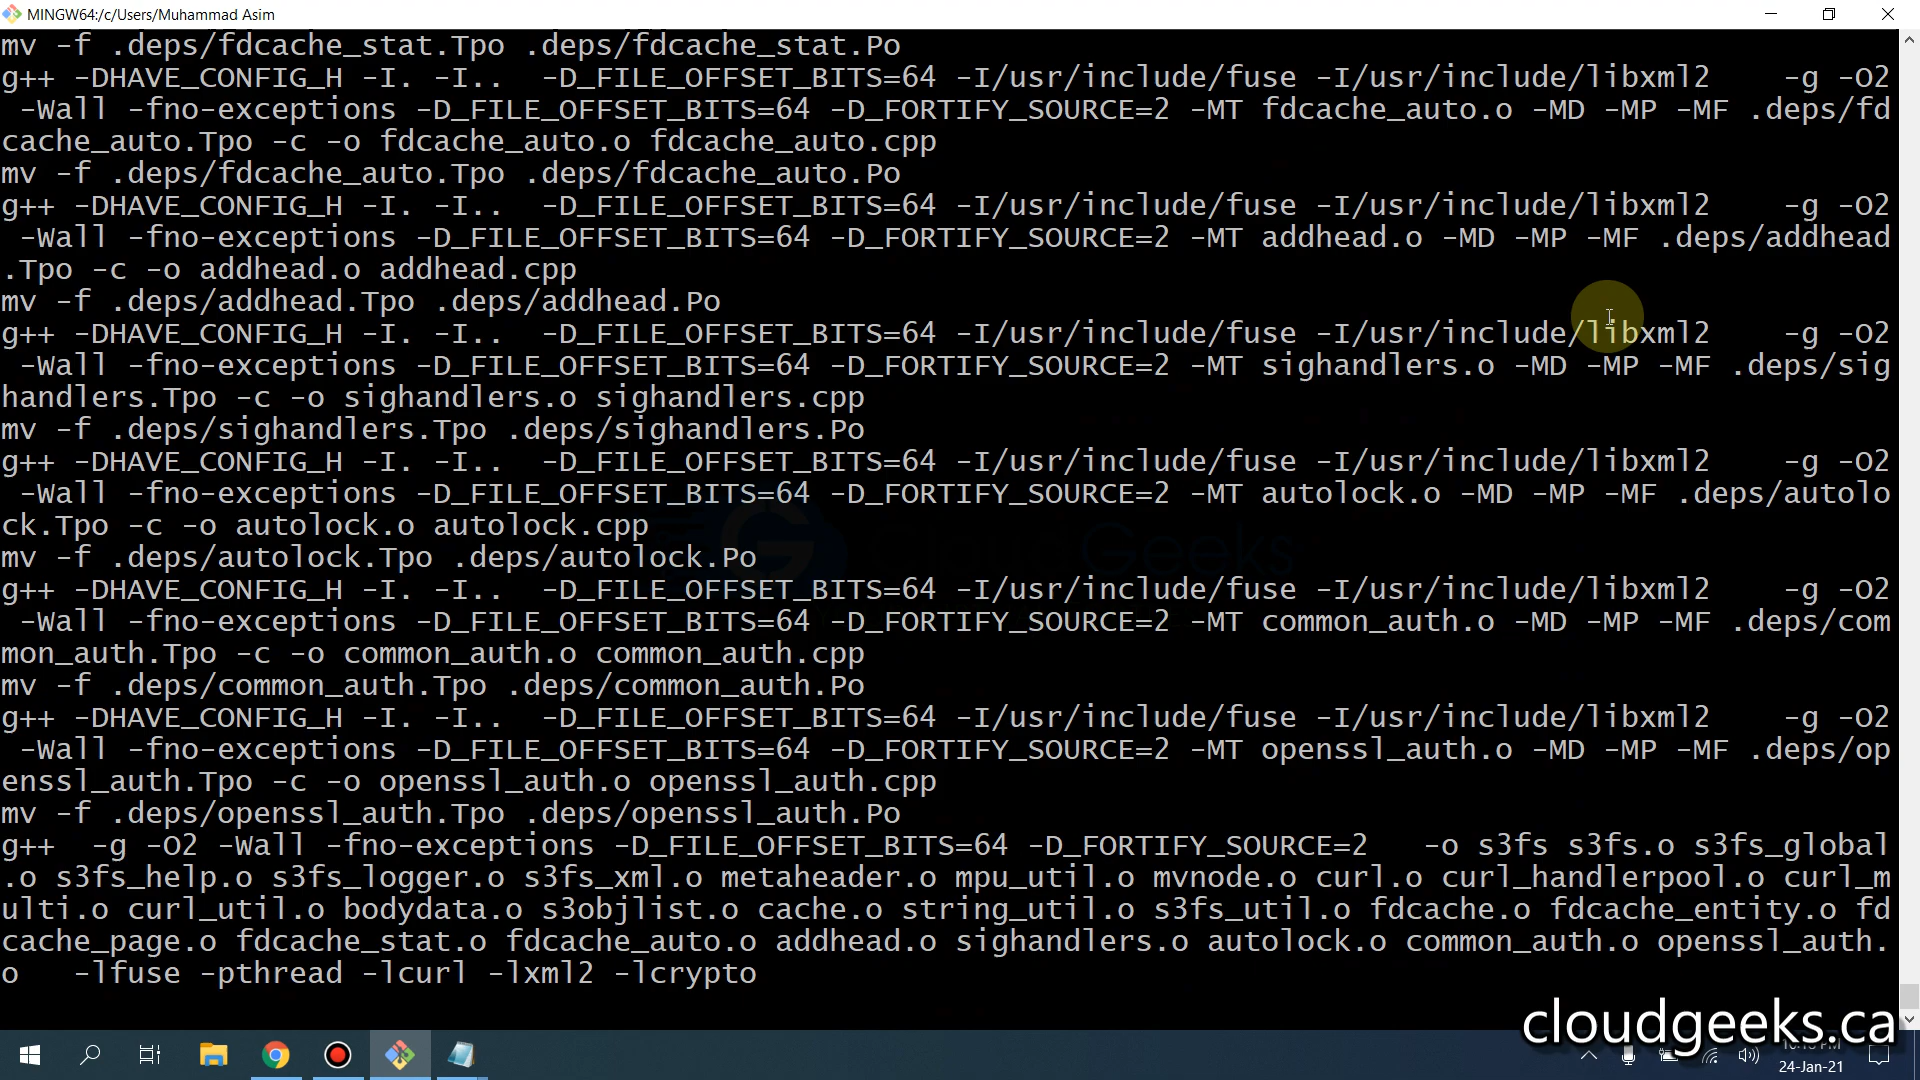 MINGW64:/c/Users/Muhammad Asim
mv -f .deps/fdcache_stat.Tpo .deps/fdcache_stat.Po
g++ -DHAVE_CONFIG_H -I. -I..  -D_FILE_OFFSET_BITS=64 -I/usr/include/fuse -I/usr/include/libxml2    -g -O2
 -Wall -fno-exceptions -D_FILE_OFFSET_BITS=64 -D_FORTIFY_SOURCE=2 -MT fdcache_auto.o -MD -MP -MF .deps/fd
cache_auto.Tpo -c -o fdcache_auto.o fdcache_auto.cpp
mv -f .deps/fdcache_auto.Tpo .deps/fdcache_auto.Po
g++ -DHAVE_CONFIG_H -I. -I..  -D_FILE_OFFSET_BITS=64 -I/usr/include/fuse -I/usr/include/libxml2    -g -O2
 -Wall -fno-exceptions -D_FILE_OFFSET_BITS=64 -D_FORTIFY_SOURCE=2 -MT addhead.o -MD -MP -MF .deps/addhead
.Tpo -c -o addhead.o addhead.cpp
mv -f .deps/addhead.Tpo .deps/addhead.Po
g++ -DHAVE_CONFIG_H -I. -I..  -D_FILE_OFFSET_BITS=64 -I/usr/include/fuse -I/usr/include/libxml2    -g -O2
 -Wall -fno-exceptions -D_FILE_OFFSET_BITS=64 -D_FORTIFY_SOURCE=2 -MT sighandlers.o -MD -MP -MF .deps/sig
handlers.Tpo -c -o sighandlers.o sighandlers.cpp
mv -f .deps/sighandlers.Tpo .deps/sighandlers.Po
g++ -DHAVE_CONFIG_H -I. -I..  -D_FILE_OFFSET_BITS=64 -I/usr/include/fuse -I/usr/include/libxml2    -g -O2
 -Wall -fno-exceptions -D_FILE_OFFSET_BITS=64 -D_FORTIFY_SOURCE=2 -MT autolock.o -MD -MP -MF .deps/autolo
ck.Tpo -c -o autolock.o autolock.cpp
CloudGeeks
mv -f .deps/autolock.Tpo .deps/autolock.Po
g++ -DHAVE_CONFIG_H -I. -I..  -D_FILE_OFFSET_BITS=64 -I/usr/include/fuse -I/usr/include/libxml2    -g -O2
 -Wall -fno-exceptions -D_FILE_OFFSET_BITS=64 -D_FORTIFY_SOURCE=2 -MT common_auth.o -MD -MP -MF .deps/com
mon_auth.Tpo -c -o common_auth.o common_auth.cpp
mv -f .deps/common_auth.Tpo .deps/common_auth.Po
g++ -DHAVE_CONFIG_H -I. -I..  -D_FILE_OFFSET_BITS=64 -I/usr/include/fuse -I/usr/include/libxml2    -g -O2
 -Wall -fno-exceptions -D_FILE_OFFSET_BITS=64 -D_FORTIFY_SOURCE=2 -MT openssl_auth.o -MD -MP -MF .deps/op
enssl_auth.Tpo -c -o openssl_auth.o openssl_auth.cpp
mv -f .deps/openssl_auth.Tpo .deps/openssl_auth.Po
g++  -g -O2 -Wall -fno-exceptions -D_FILE_OFFSET_BITS=64 -D_FORTIFY_SOURCE=2   -o s3fs s3fs.o s3fs_global
.o s3fs_help.o s3fs_logger.o s3fs_xml.o metaheader.o mpu_util.o mvnode.o curl.o curl_handlerpool.o curl_m
ulti.o curl_util.o bodydata.o s3objlist.o cache.o string_util.o s3fs_util.o fdcache.o fdcache_entity.o fd
cache_page.o fdcache_stat.o fdcache_auto.o addhead.o sighandlers.o autolock.o common_auth.o openssl_auth.
o   -lfuse -pthread -lcurl -lxml2 -lcrypto
cloudgeeks.ca
24-Jan-21